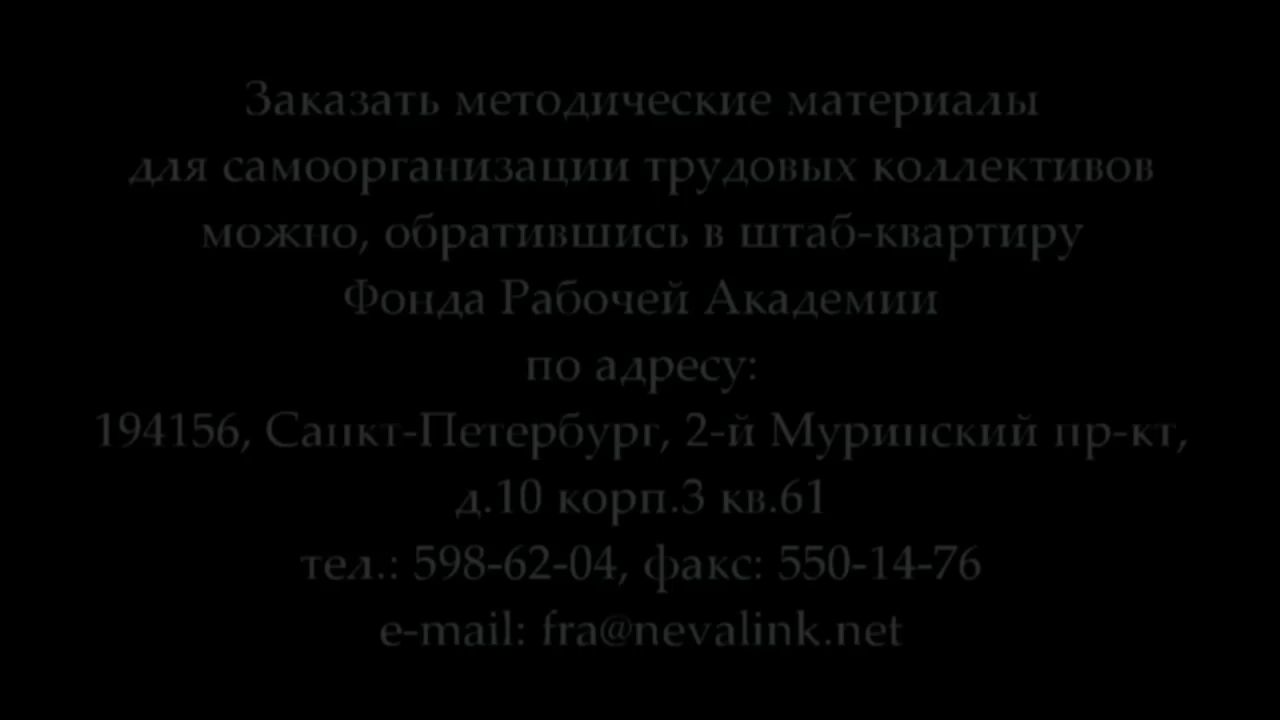 Заказать методические материалы
для самоорганизации трудовых коллективов
можно, обратившись в штаб-квартиру
Фонда Рабочей Академии
по адресу:
194156, Санкт-Петербург, 2-й Муринский пр-кт,
д.10 корп.3 кв.61
тел.: 598-62-04, факс: 550-14-76
e-mail: fra@nevalink.net